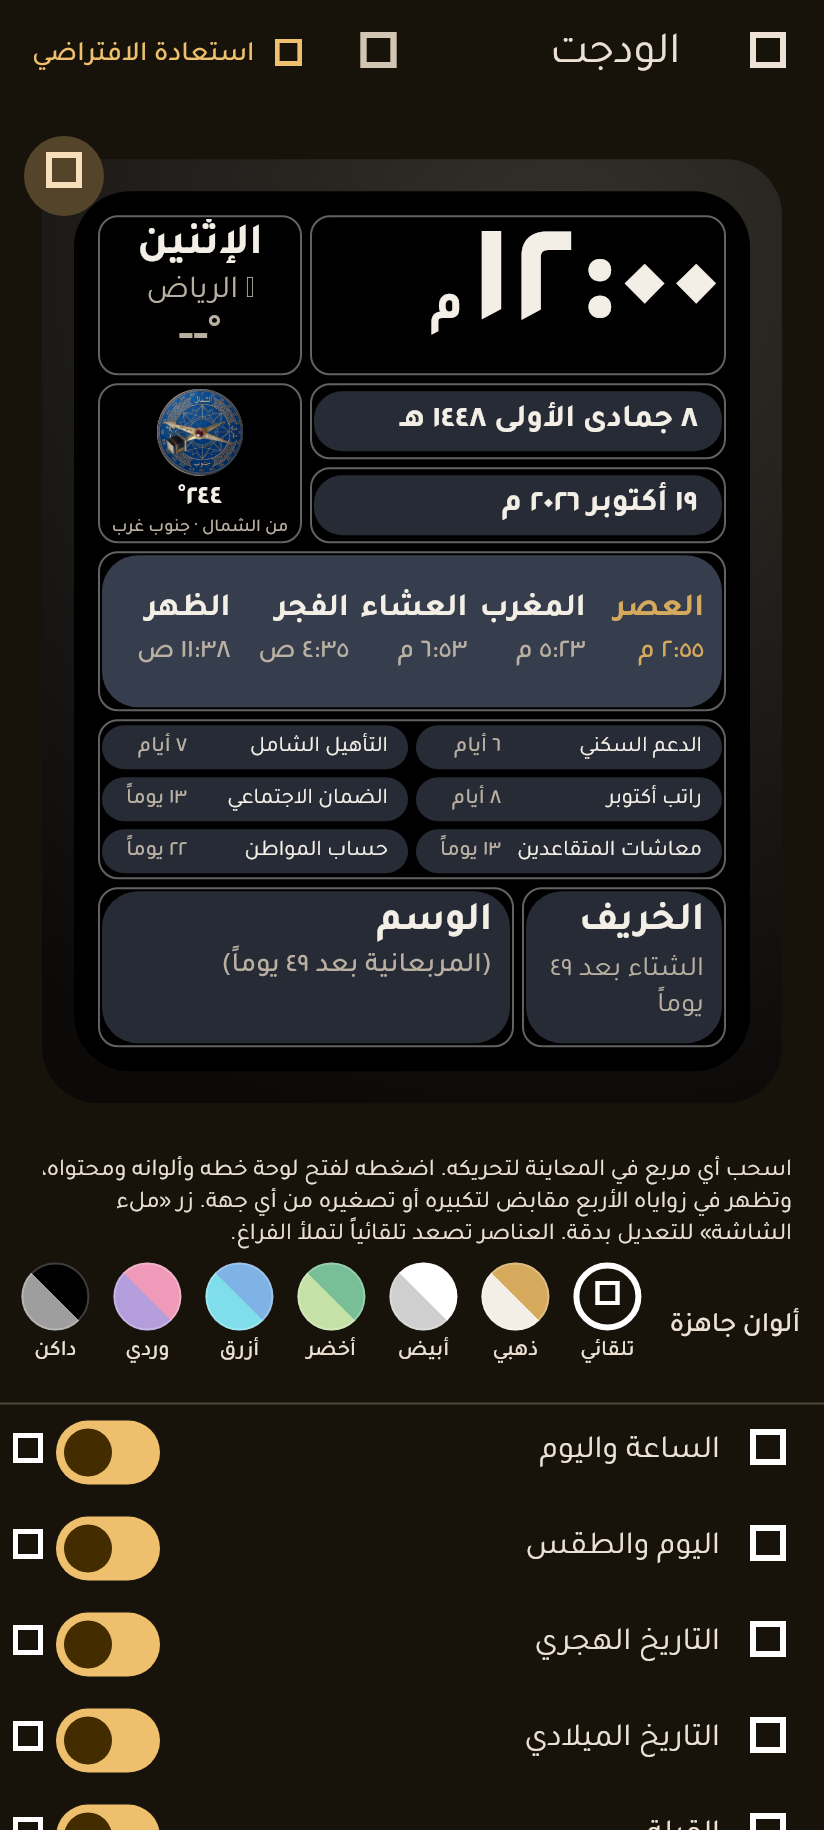 الودجت
استعادة الافتراضي
١٢:٠٠ م
الإثنين
الرياض
--°
٨ جمادى الأولى ١٤٤٨ هـ
١٩ أكتوبر ٢٠٢٦ م
٢٤٤°
من الشمال · جنوب غرب
العصر المغرب العشاء الفجر الظهر
٢:٥٥ م ٥:٢٣ م ٦:٥٣ م ٤:٣٥ ص ١١:٣٨ ص
الدعم السكني ٦ أيام التأهيل الشامل ٧ أيام
راتب أكتوبر ٨ أيام الضمان الاجتماعي ١٣ يوماً
معاشات المتقاعدين ١٣ يوماً حساب المواطن ٢٢ يوماً
الخريف
الشتاء بعد ٤٩
يوماً
الوسم
(المربعانية بعد ٤٩ يوماً)
اسحب أي مربع في المعاينة لتحريكه. اضغطه لفتح لوحة خطه وألوانه ومحتواه،
وتظهر في زواياه الأربع مقابض لتكبيره أو تصغيره من أي جهة. زر «ملء
الشاشة» للتعديل بدقة. العناصر تصعد تلقائياً لتملأ الفراغ.
ألوان جاهزة
تلقائي ذهبي أبيض أخضر أزرق وردي داكن
الساعة واليوم
اليوم والطقس
التاريخ الهجري
التاريخ الميلادي
القبلة